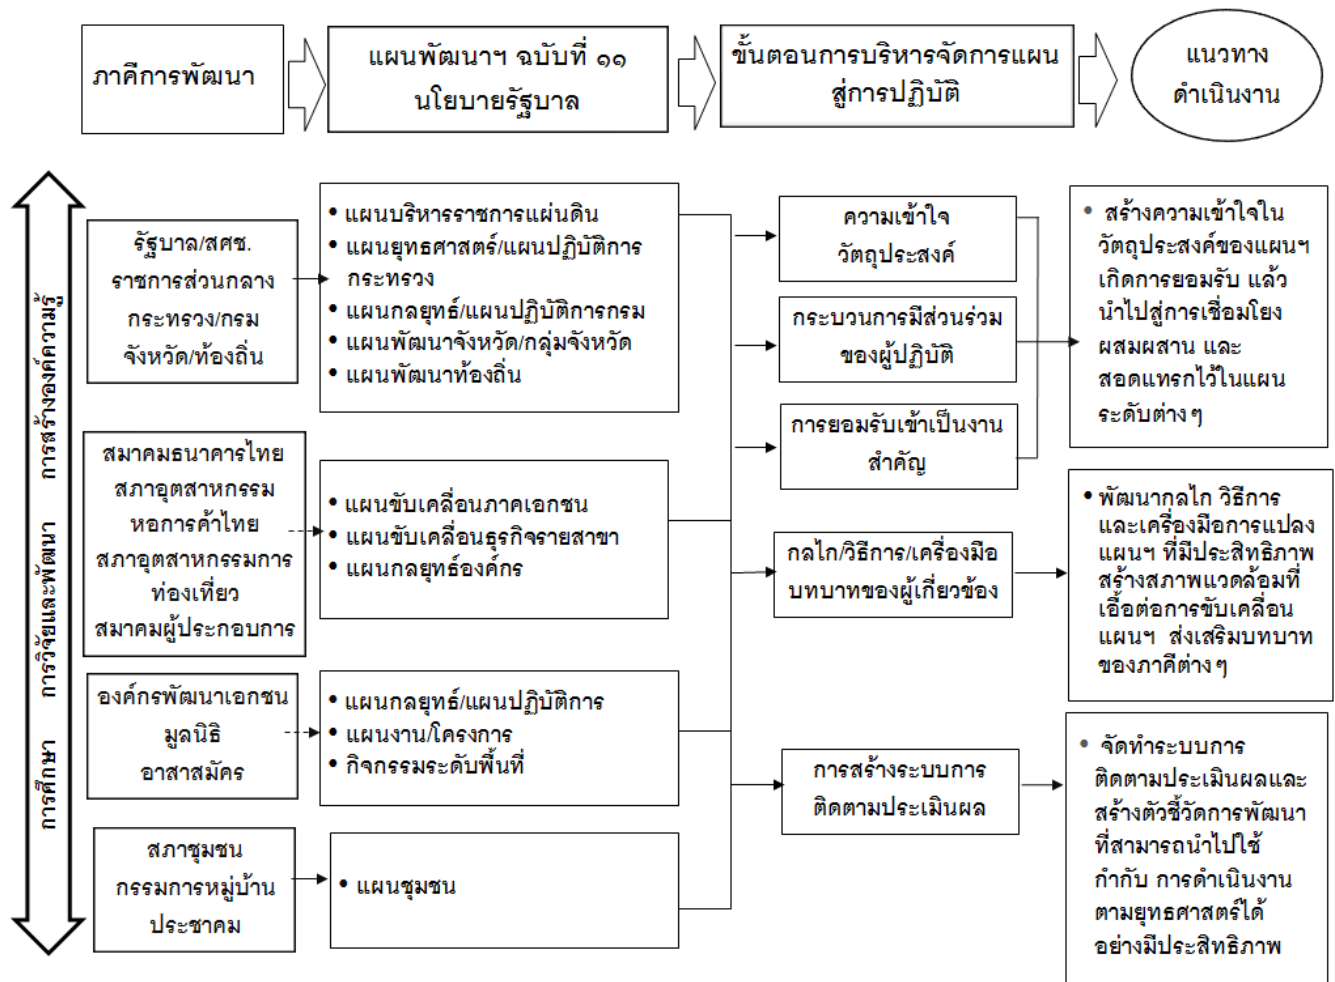 ภาคีการพัฒนา
แผนพัฒนาฯ ฉบับที่ ๑๑
นโยบายรัฐบาล
ขั้นตอนการบริหารจัดการแผน
สู่การปฏิบัติ
แนวทาง
ดำเนินงาน
การศึกษา การวิจัยและพัฒนา การสร้างองค์ความรู้
รัฐบาล/สศช.
ราชการส่วนกลาง
กระทรวง/กรม
จังหวัด/ท้องถิ่น
• แผนบริหารราชการแผ่นดิน
• แผนยุทธศาสตร์/แผนปฏิบัติการ
กระทรวง
• แผนกลยุทธ์/แผนปฏิบัติการกรม
• แผนพัฒนาจังหวัด/กลุ่มจังหวัด
• แผนพัฒนาท้องถิ่น
สมาคมธนาคารไทย
สภาอุตสาหกรรม
หอการค้าไทย
สภาอุตสาหกรรมการ
ท่องเที่ยว
สมาคมผู้ประกอบการ
• แผนขับเคลื่อนภาคเอกชน
• แผนขับเคลื่อนธุรกิจรายสาขา
• แผนกลยุทธ์องค์กร
องค์กรพัฒนาเอกชน
มูลนิธิ
อาสาสมัคร
• แผนกลยุทธ์/แผนปฏิบัติการ
• แผนงาน/โครงการ
• กิจกรรมระดับพื้นที่
สภาชุมชน
กรรมการหมู่บ้าน
ประชาคม
• แผนชุมชน
ความเข้าใจ
วัตถุประสงค์
กระบวนการมีส่วนร่วม
ของผู้ปฏิบัติ
การยอมรับเข้าเป็นงาน
สำคัญ
กลไก/วิธีการ/เครื่องมือ
บทบาทของผู้เกี่ยวข้อง
การสร้างระบบการ
ติดตามประเมินผล
• สร้างความเข้าใจใน
วัตถุประสงค์ของแผนฯ
เกิดการยอมรับ แล้ว
นำไปสู่การเชื่อมโยง
ผสมผสาน และ
สอดแทรกไว้ในแผน
ระดับต่างๆ
• พัฒนากลไก วิธีการ
และเครื่องมือการแปลง
แผนฯ ที่มีประสิทธิภาพ
สร้างสภาพแวดล้อมที่
เอื้อต่อการขับเคลื่อน
แผนฯ ส่งเสริมบทบาท
ของภาคีต่างๆ
• จัดทำระบบการ
ติดตามประเมินผลและ
สร้างตัวชี้วัดการพัฒนา
ที่สามารถนำไปใช้
กำกับ การดำเนินงาน
ตามยุทธศาสตร์ได้
อย่างมีประสิทธิภาพ